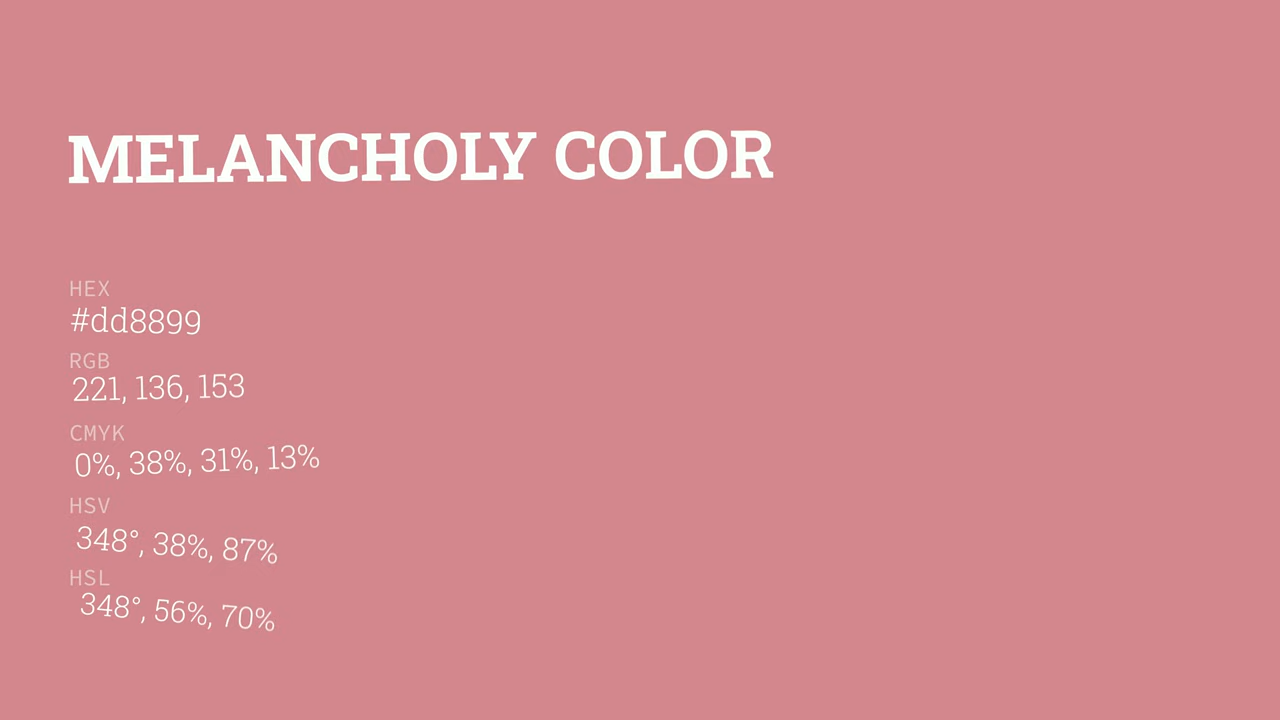 MELANCHOLY COLOR
HEX
#dd8899
RGB
221, 136, 153
CMYK
0%, 38%, 31%, 13%
HSV
348°, 38%, 87%
HSL
348°, 56%, 70%